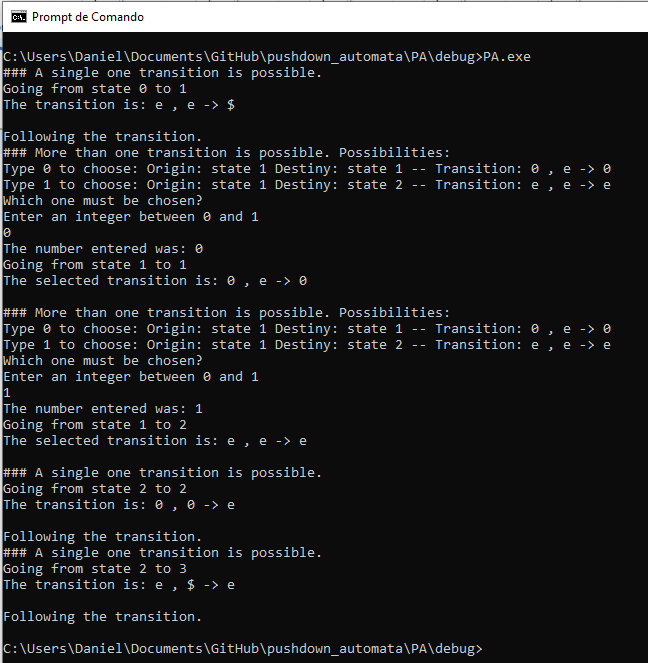 Prompt de Comando
C:\Users\Daniel\Documents\GitHub\pushdown_automata\PA\debug>PA.exe
### A single one transition is possible.
Going from state 0 to 1
The transition is: e , e -> $

Following the transition.
### More than one transition is possible. Possibilities:
Type 0 to choose: Origin: state 1 Destiny: state 1 -- Transition: 0 , e -> 0
Type 1 to choose: Origin: state 1 Destiny: state 2 -- Transition: e , e -> e
Which one must be chosen?
Enter an integer between 0 and 1
0
The number entered was: 0
Going from state 1 to 1
The selected transition is: 0 , e -> 0

### More than one transition is possible. Possibilities:
Type 0 to choose: Origin: state 1 Destiny: state 1 -- Transition: 0 , e -> 0
Type 1 to choose: Origin: state 1 Destiny: state 2 -- Transition: e , e -> e
Which one must be chosen?
Enter an integer between 0 and 1
1
The number entered was: 1
Going from state 1 to 2
The selected transition is: e , e -> e

### A single one transition is possible.
Going from state 2 to 2
The transition is: 0 , 0 -> e

Following the transition.
### A single one transition is possible.
Going from state 2 to 3
The transition is: e , $ -> e

Following the transition.

C:\Users\Daniel\Documents\GitHub\pushdown_automata\PA\debug>